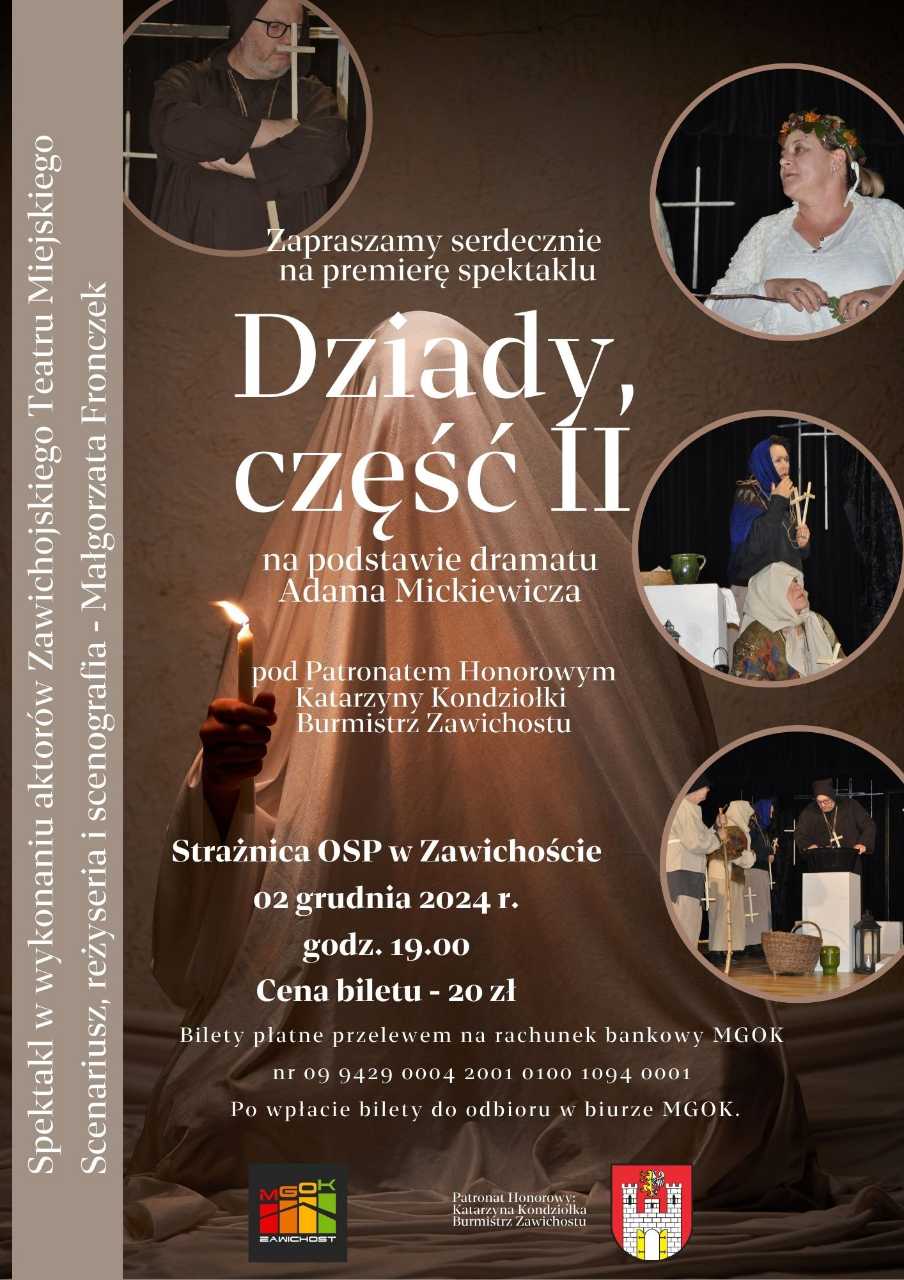 Spektakl w wykonaniu aktorów Zawichojskiego Teatru Miejskiego
Scenariusz, reżyseria i scenografia - Małgorzata Fronczek
Zapraszamy serdecznie
na premierę spektaklu
Dziady,
część II
na podstawie dramatu
Adama Mickiewicza
pod Patronatem Honorowym
Katarzyny Kondziołki
Burmistrz Zawichostu
Strażnica OSP w Zawichoście
02 grudnia 2024 r.
godz. 19.00
Cena biletu - 20 zł
Bilety płatne przelewem na rachunek bankowy MGOK
nr 09 9429 0004 2001 0100 1094 0001
Po wpłacie bilety do odbioru w biurze MGOK.
MGOK
ZAWICHOST
Patronat Honorowy:
Katarzyna Kondziołka
Burmistrz Zawichostu